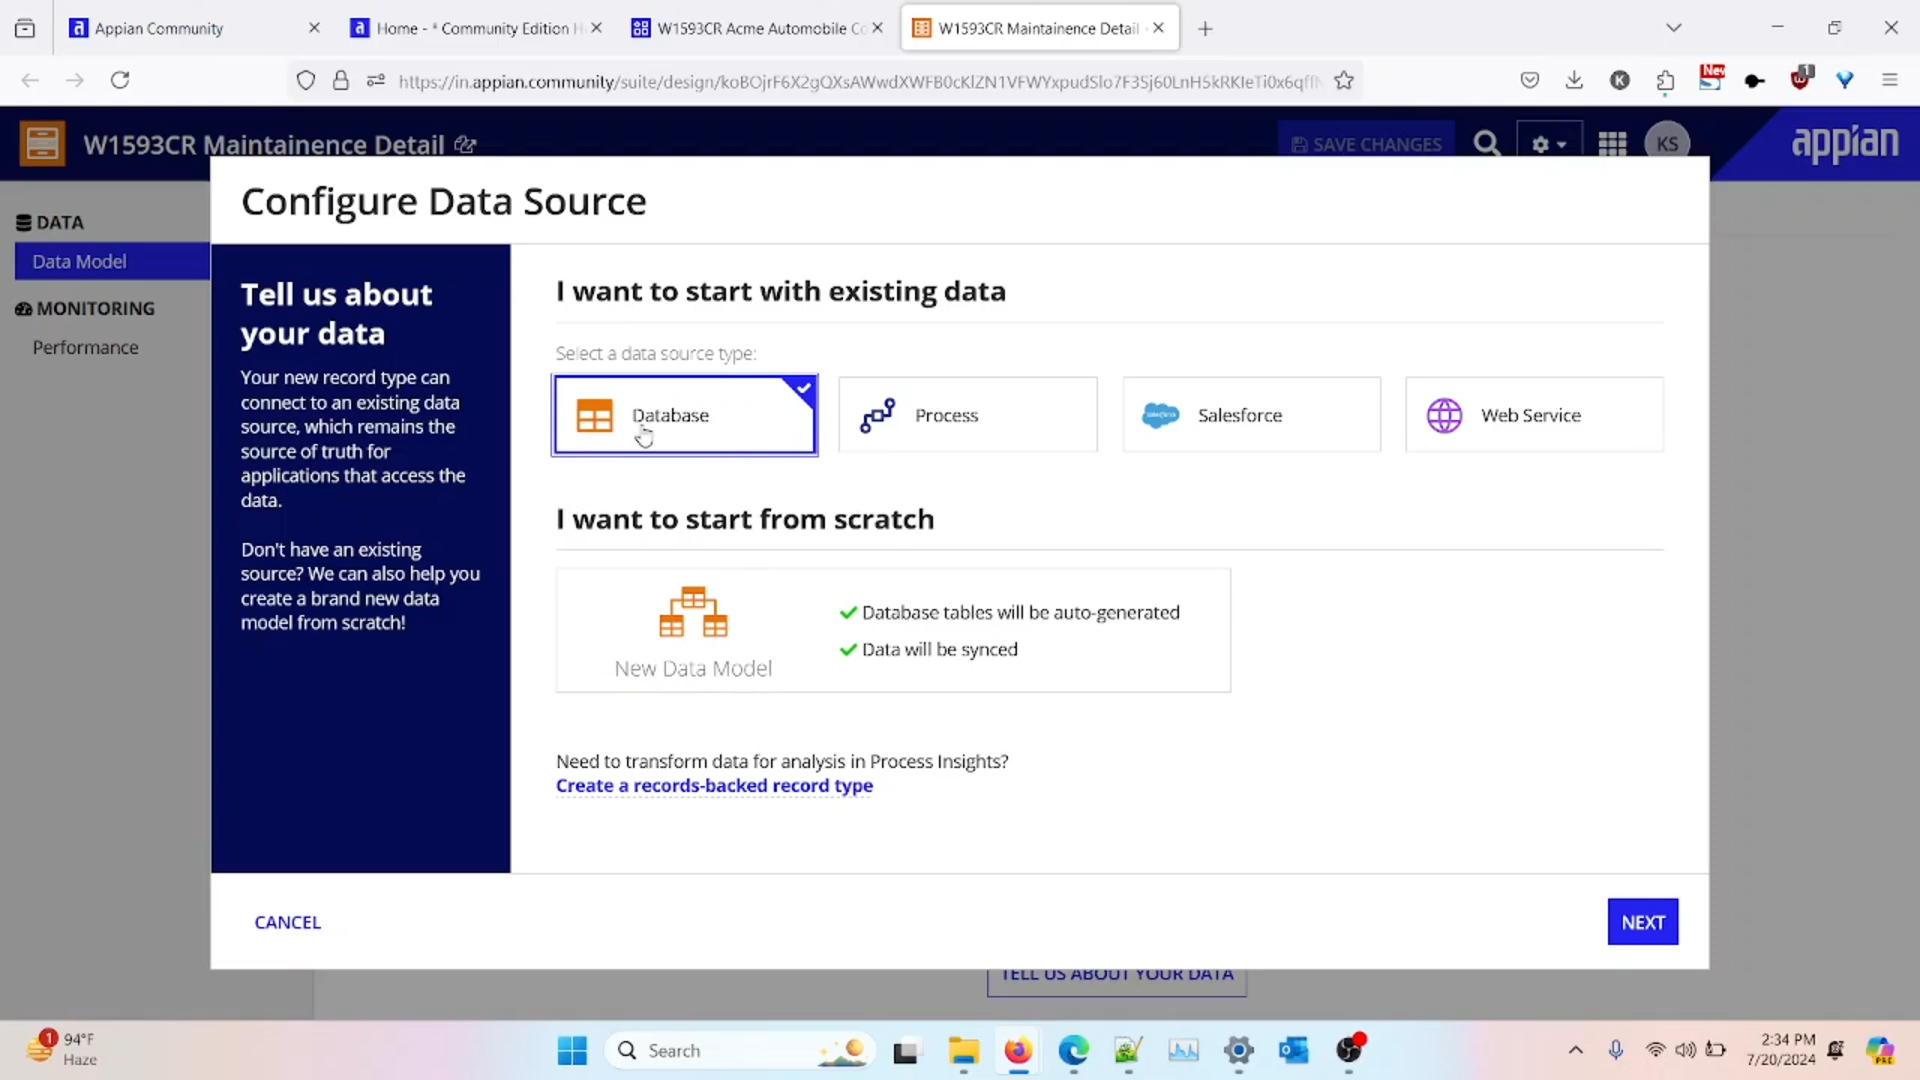 Appian Community
Home - * Community Edition H
W1593CR Acme Automobile Co
W1593CR Maintainence Detail
https://in.appian.community/suite/design/koBOjrF6X2gQXsAWwdXWFB0cKlZN1VFWYxpudSlo7F3Sj60LnH5kRKIeTi0x6qff
New
1
W1593CR Maintainence Detail
SAVE CHANGES
KS
appian
DATA
Data Model
MONITORING
Performance
Configure Data Source
Tell us about
your data
Your new record type can
connect to an existing data
source, which remains the
source of truth for
applications that access the
data.
Don't have an existing
source? We can also help you
create a brand new data
model from scratch!
I want to start with existing data
Select a data source type:
Database
Process
Salesforce
Web Service
I want to start from scratch
New Data Model
Database tables will be auto-generated
Data will be synced
Need to transform data for analysis in Process Insights?
Create a records-backed record type
CANCEL
NEXT
TELL US ABOUT YOUR DATA
1
94°F
Haze
Search
2:34 PM
7/20/2024
PRE